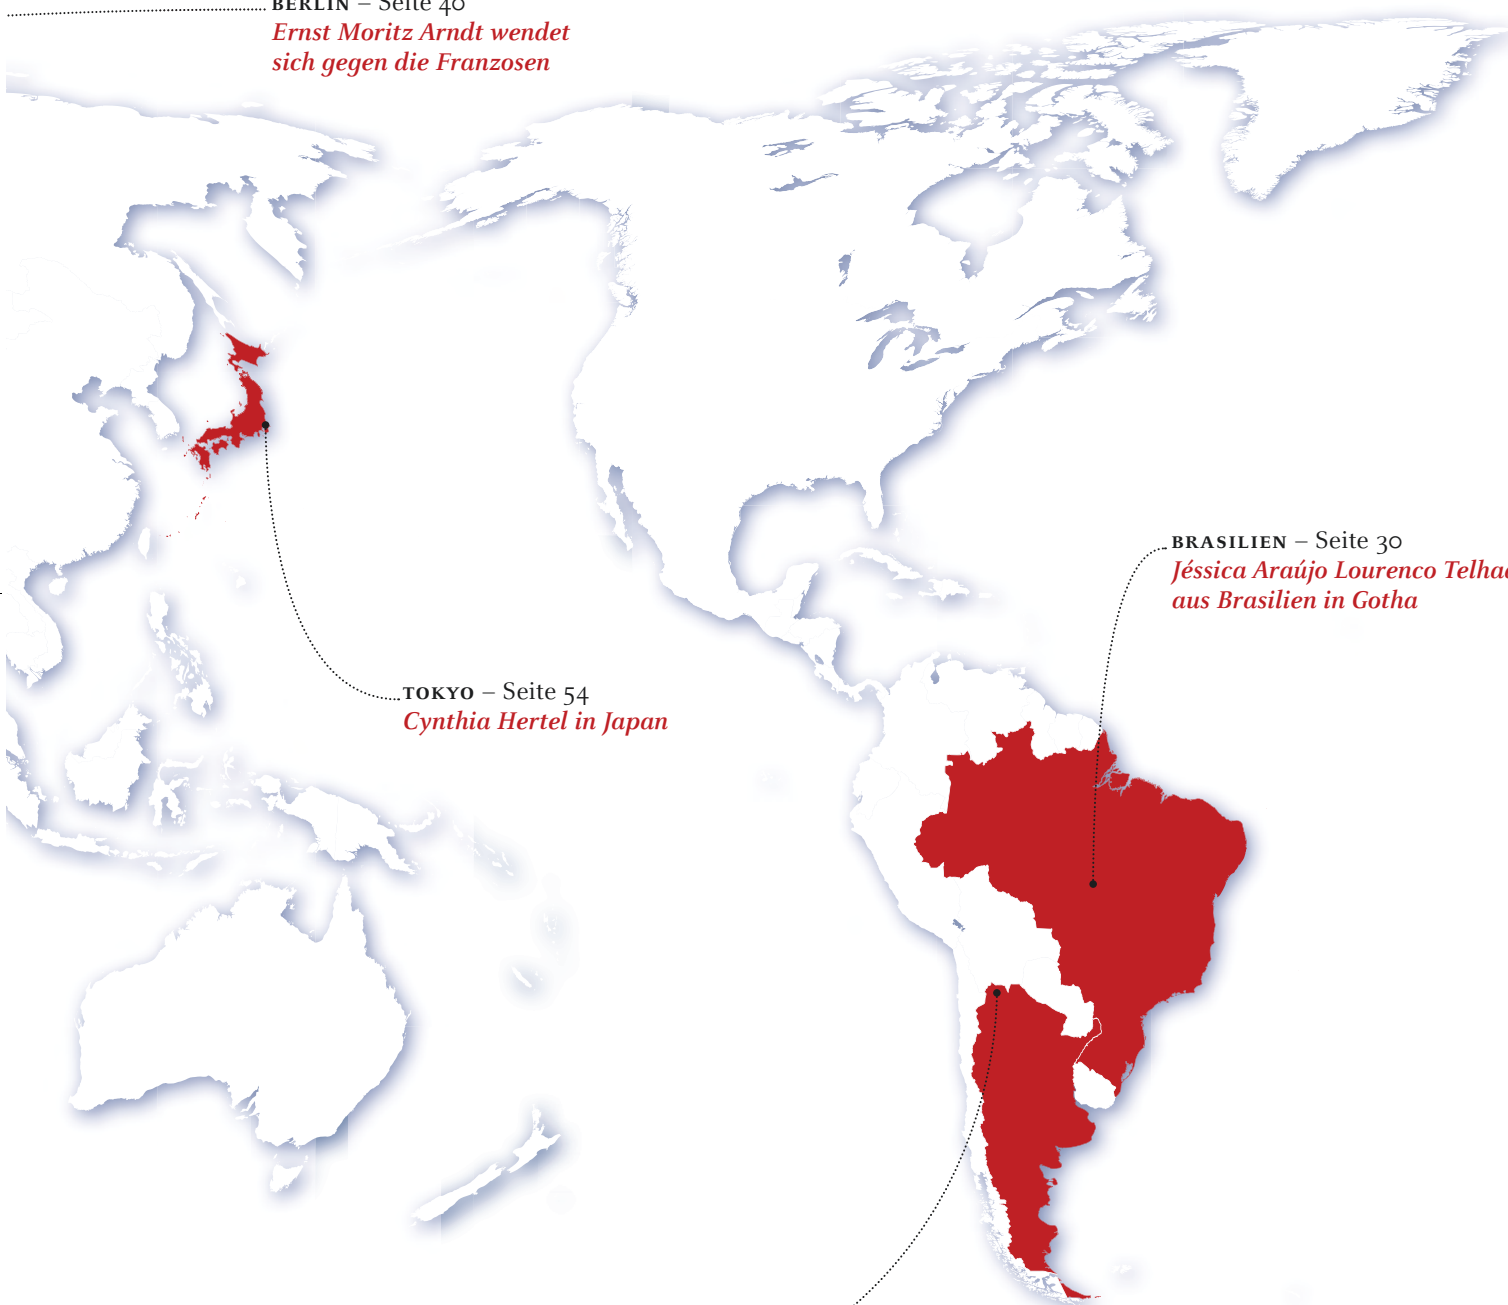 BERLIN – Seite 40
Ernst Moritz Arndt wendet
sich gegen die Franzosen
BRASILIEN – Seite 30
Jéssica Araújo Lourenco
aus Brasilien in Gotha
TOKYO – Seite 54
Cynthia Hertel in Japan